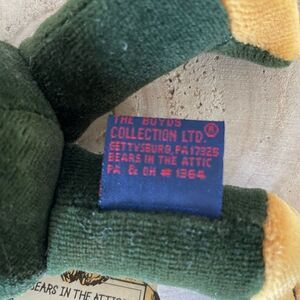 THE BOYDS
COLLECTION LTD.®
GETTYSBURG, PA 17325
BEARS IN THE ATTIC
PA & OH # 1364
BEARS IN THE ATTIC